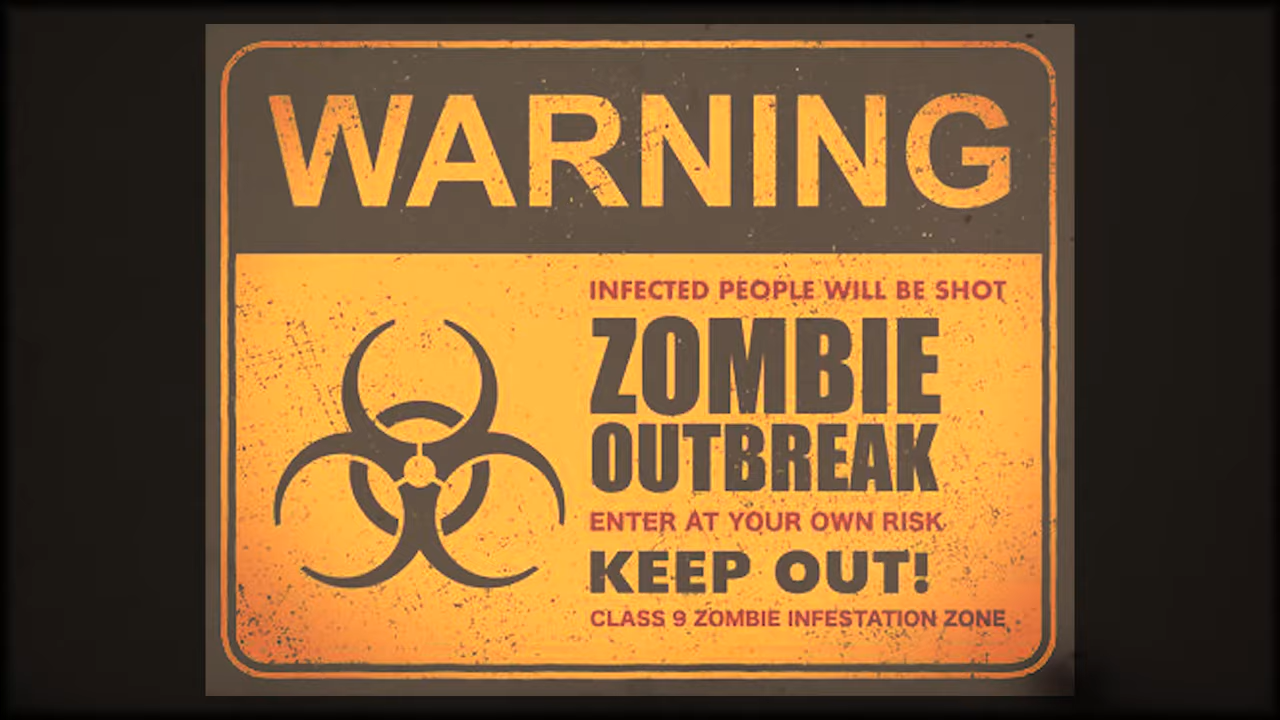 WARNING
INFECTED PEOPLE WILL BE SHOT
ZOMBIE
OUTBREAK
ENTER AT YOUR OWN RISK
KEEP OUT!
CLASS 9 ZOMBIE INFESTATION ZONE